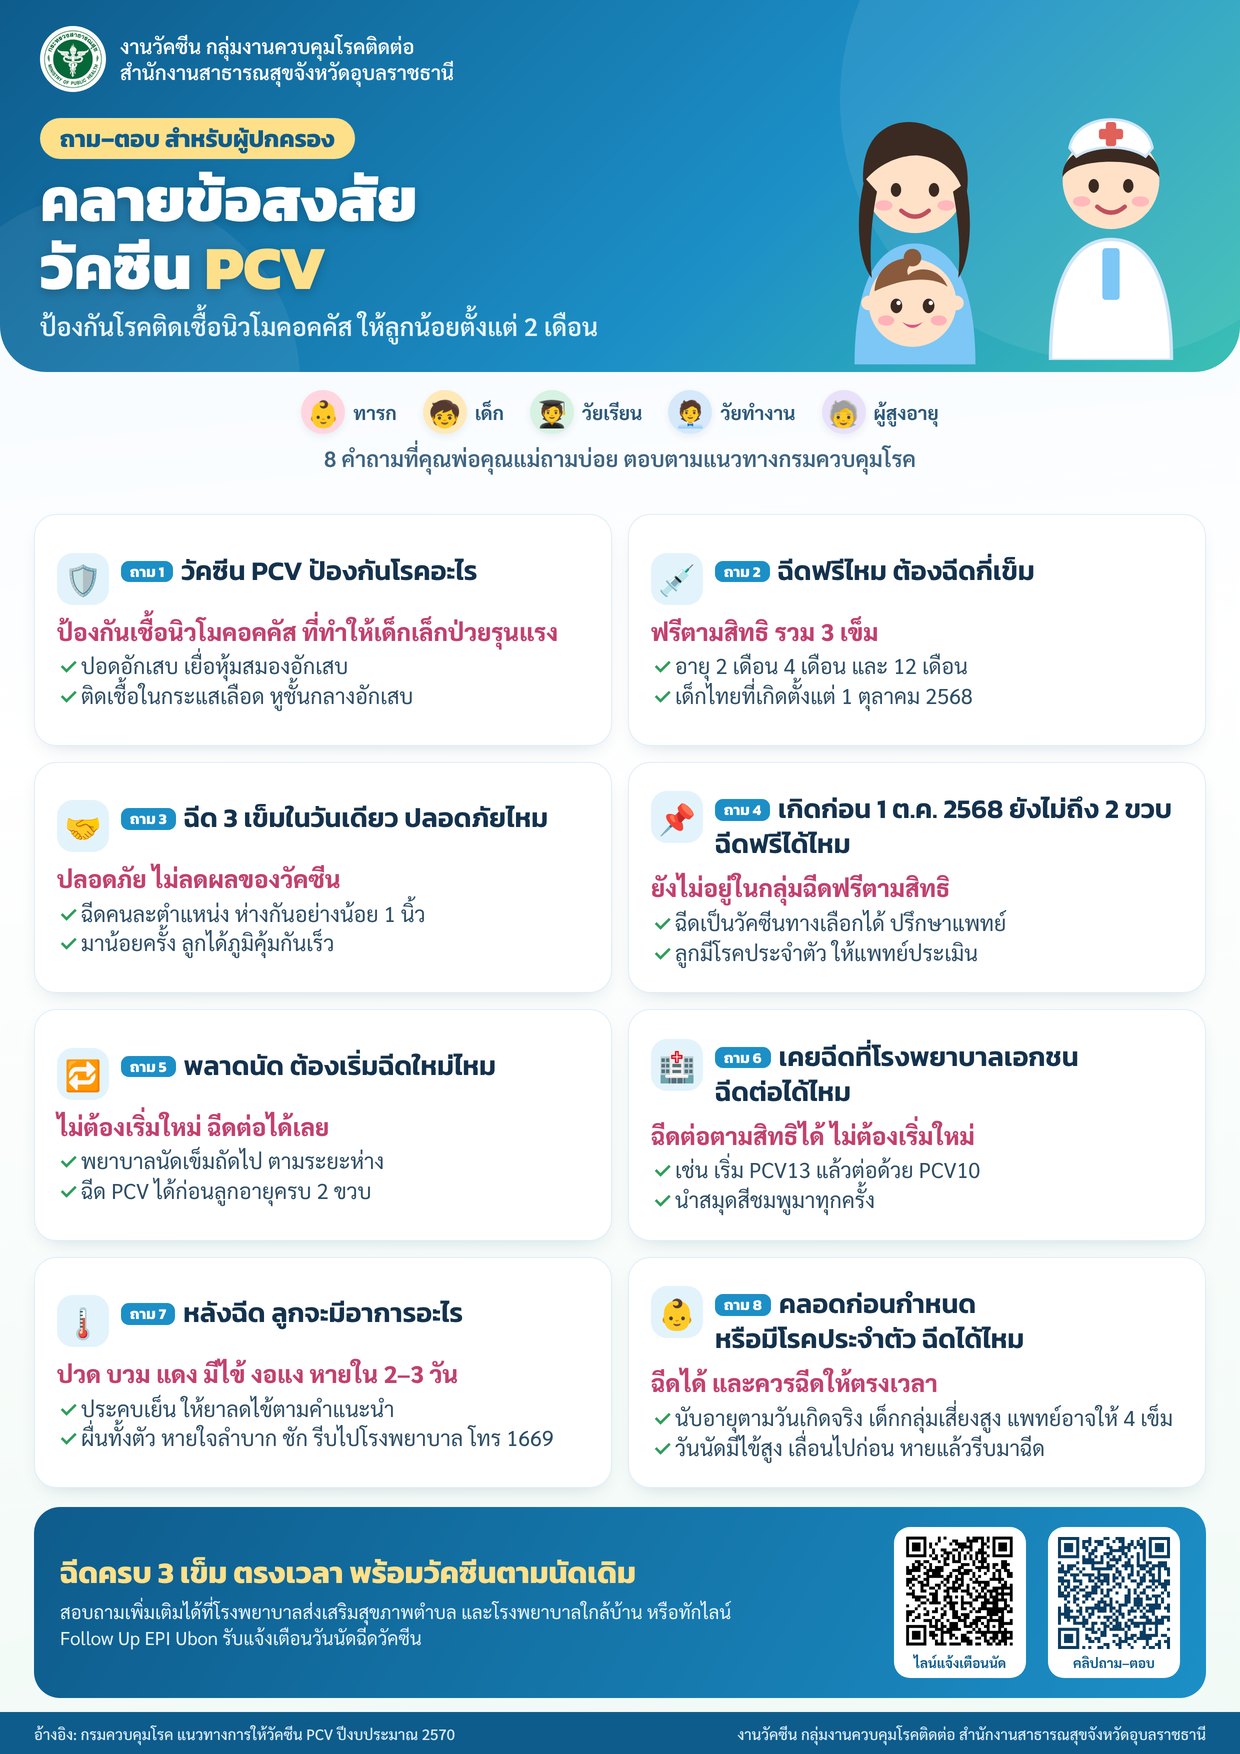 งานวัคซีน กลุ่มงานควบคุมโรคติดต่อ
สำนักงานสาธารณสุขจังหวัดอุบลราชธานี
ถาม–ตอบ สำหรับผู้ปกครอง
คลายข้อสงสัย
วัคซีน PCV
ป้องกันโรคติดเชื้อนิวโมคอคคัส ให้ลูกน้อยตั้งแต่ 2 เดือน
ทารก เด็ก วัยเรียน วัยทำงาน ผู้สูงอายุ
8 คำถามที่คุณพ่อคุณแม่ถามบ่อย ตอบตามแนวทางกรมควบคุมโรค
ถาม 1 วัคซีน PCV ป้องกันโรคอะไร
ป้องกันเชื้อนิวโมคอคคัส ที่ทำให้เด็กเล็กป่วยรุนแรง
✓ ปอดอักเสบ เยื่อหุ้มสมองอักเสบ
✓ ติดเชื้อในกระแสเลือด หูชั้นกลางอักเสบ
ถาม 2 ฉีดฟรีไหม ต้องฉีดกี่เข็ม
ฟรีตามสิทธิ รวม 3 เข็ม
✓ อายุ 2 เดือน 4 เดือน และ 12 เดือน
✓ เด็กไทยที่เกิดตั้งแต่ 1 ตุลาคม 2568
ถาม 3 ฉีด 3 เข็มในวันเดียว ปลอดภัยไหม
ปลอดภัย ไม่ลดผลของวัคซีน
✓ ฉีดคนละตำแหน่ง ห่างกันอย่างน้อย 1 นิ้ว
✓ มาน้อยครั้ง ลูกได้ภูมิคุ้มกันเร็ว
ถาม 4 เกิดก่อน 1 ต.ค. 2568 ยังไม่ถึง 2 ขวบ
ฉีดฟรีได้ไหม
ยังไม่อยู่ในกลุ่มฉีดฟรีตามสิทธิ
✓ ฉีดเป็นวัคซีนทางเลือกได้ ปรึกษาแพทย์
✓ ลูกมีโรคประจำตัว ให้แพทย์ประเมิน
ถาม 5 พลาดนัด ต้องเริ่มฉีดใหม่ไหม
ไม่ต้องเริ่มใหม่ ฉีดต่อได้เลย
✓ พยาบาลนัดเข็มถัดไป ตามระยะห่าง
✓ ฉีด PCV ได้ก่อนลูกอายุครบ 2 ขวบ
ถาม 6 เคยฉีดที่โรงพยาบาลเอกชน
ฉีดต่อได้ไหม
ฉีดต่อตามสิทธิได้ ไม่ต้องเริ่มใหม่
✓ เช่น เริ่ม PCV13 แล้วต่อด้วย PCV10
✓ นำสมุดสีชมพูมาทุกครั้ง
ถาม 7 หลังฉีด ลูกจะมีอาการอะไร
ปวด บวม แดง มีไข้ งอแง หายใน 2–3 วัน
✓ ประคบเย็น ให้ยาลดไข้ตามคำแนะนำ
✓ ผื่นทั้งตัว หายใจลำบาก ชัก รีบไปโรงพยาบาล โทร 1669
ถาม 8 คลอดก่อนกำหนด
หรือมีโรคประจำตัว ฉีดได้ไหม
ฉีดได้ และควรฉีดให้ตรงเวลา
✓ นับอายุตามวันเกิดจริง เด็กกลุ่มเสี่ยงสูง แพทย์อาจให้ 4 เข็ม
✓ วันนัดมีไข้สูง เลื่อนไปก่อน หายแล้วรีบมาฉีด
ฉีดครบ 3 เข็ม ตรงเวลา พร้อมวัคซีนตามนัดเดิม
สอบถามเพิ่มเติมได้ที่โรงพยาบาลส่งเสริมสุขภาพตำบล และโรงพยาบาลใกล้บ้าน หรือทักไลน์
Follow Up EPI Ubon รับแจ้งเตือนวันนัดฉีดวัคซีน
ไลน์แจ้งเตือนนัด
คลิปถาม–ตอบ
อ้างอิง: กรมควบคุมโรค แนวทางการให้วัคซีน PCV ปีงบประมาณ 2570
งานวัคซีน กลุ่มงานควบคุมโรคติดต่อ สำนักงานสาธารณสุขจังหวัดอุบลราชธานี